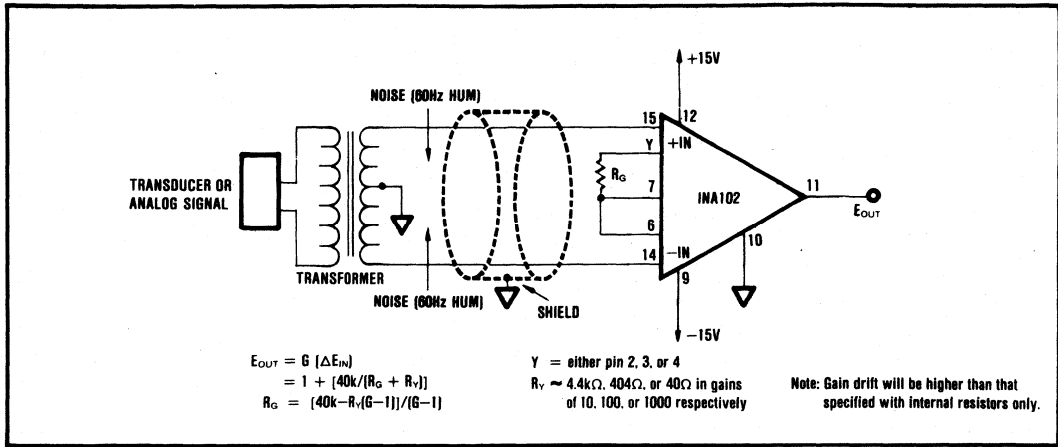 +15V
NOISE (60Hz HUM)
15
12
+IN
Y
RG
7
INA102
11
EOUT
TRANSDUCER OR
ANALOG SIGNAL
6
10
14
−IN
9
TRANSFORMER
NOISE (60Hz HUM)
SHIELD
−15V
EOUT = G (ΔEIN)
= 1 + [40k/(RG + RY)]
RG = [40k−RY(G−1)]/(G−1)
Y = either pin 2, 3, or 4
RY ≈ 4.4kΩ, 404Ω, or 40Ω in gains
of 10, 100, or 1000 respectively
Note: Gain drift will be higher than that
specified with internal resistors only.